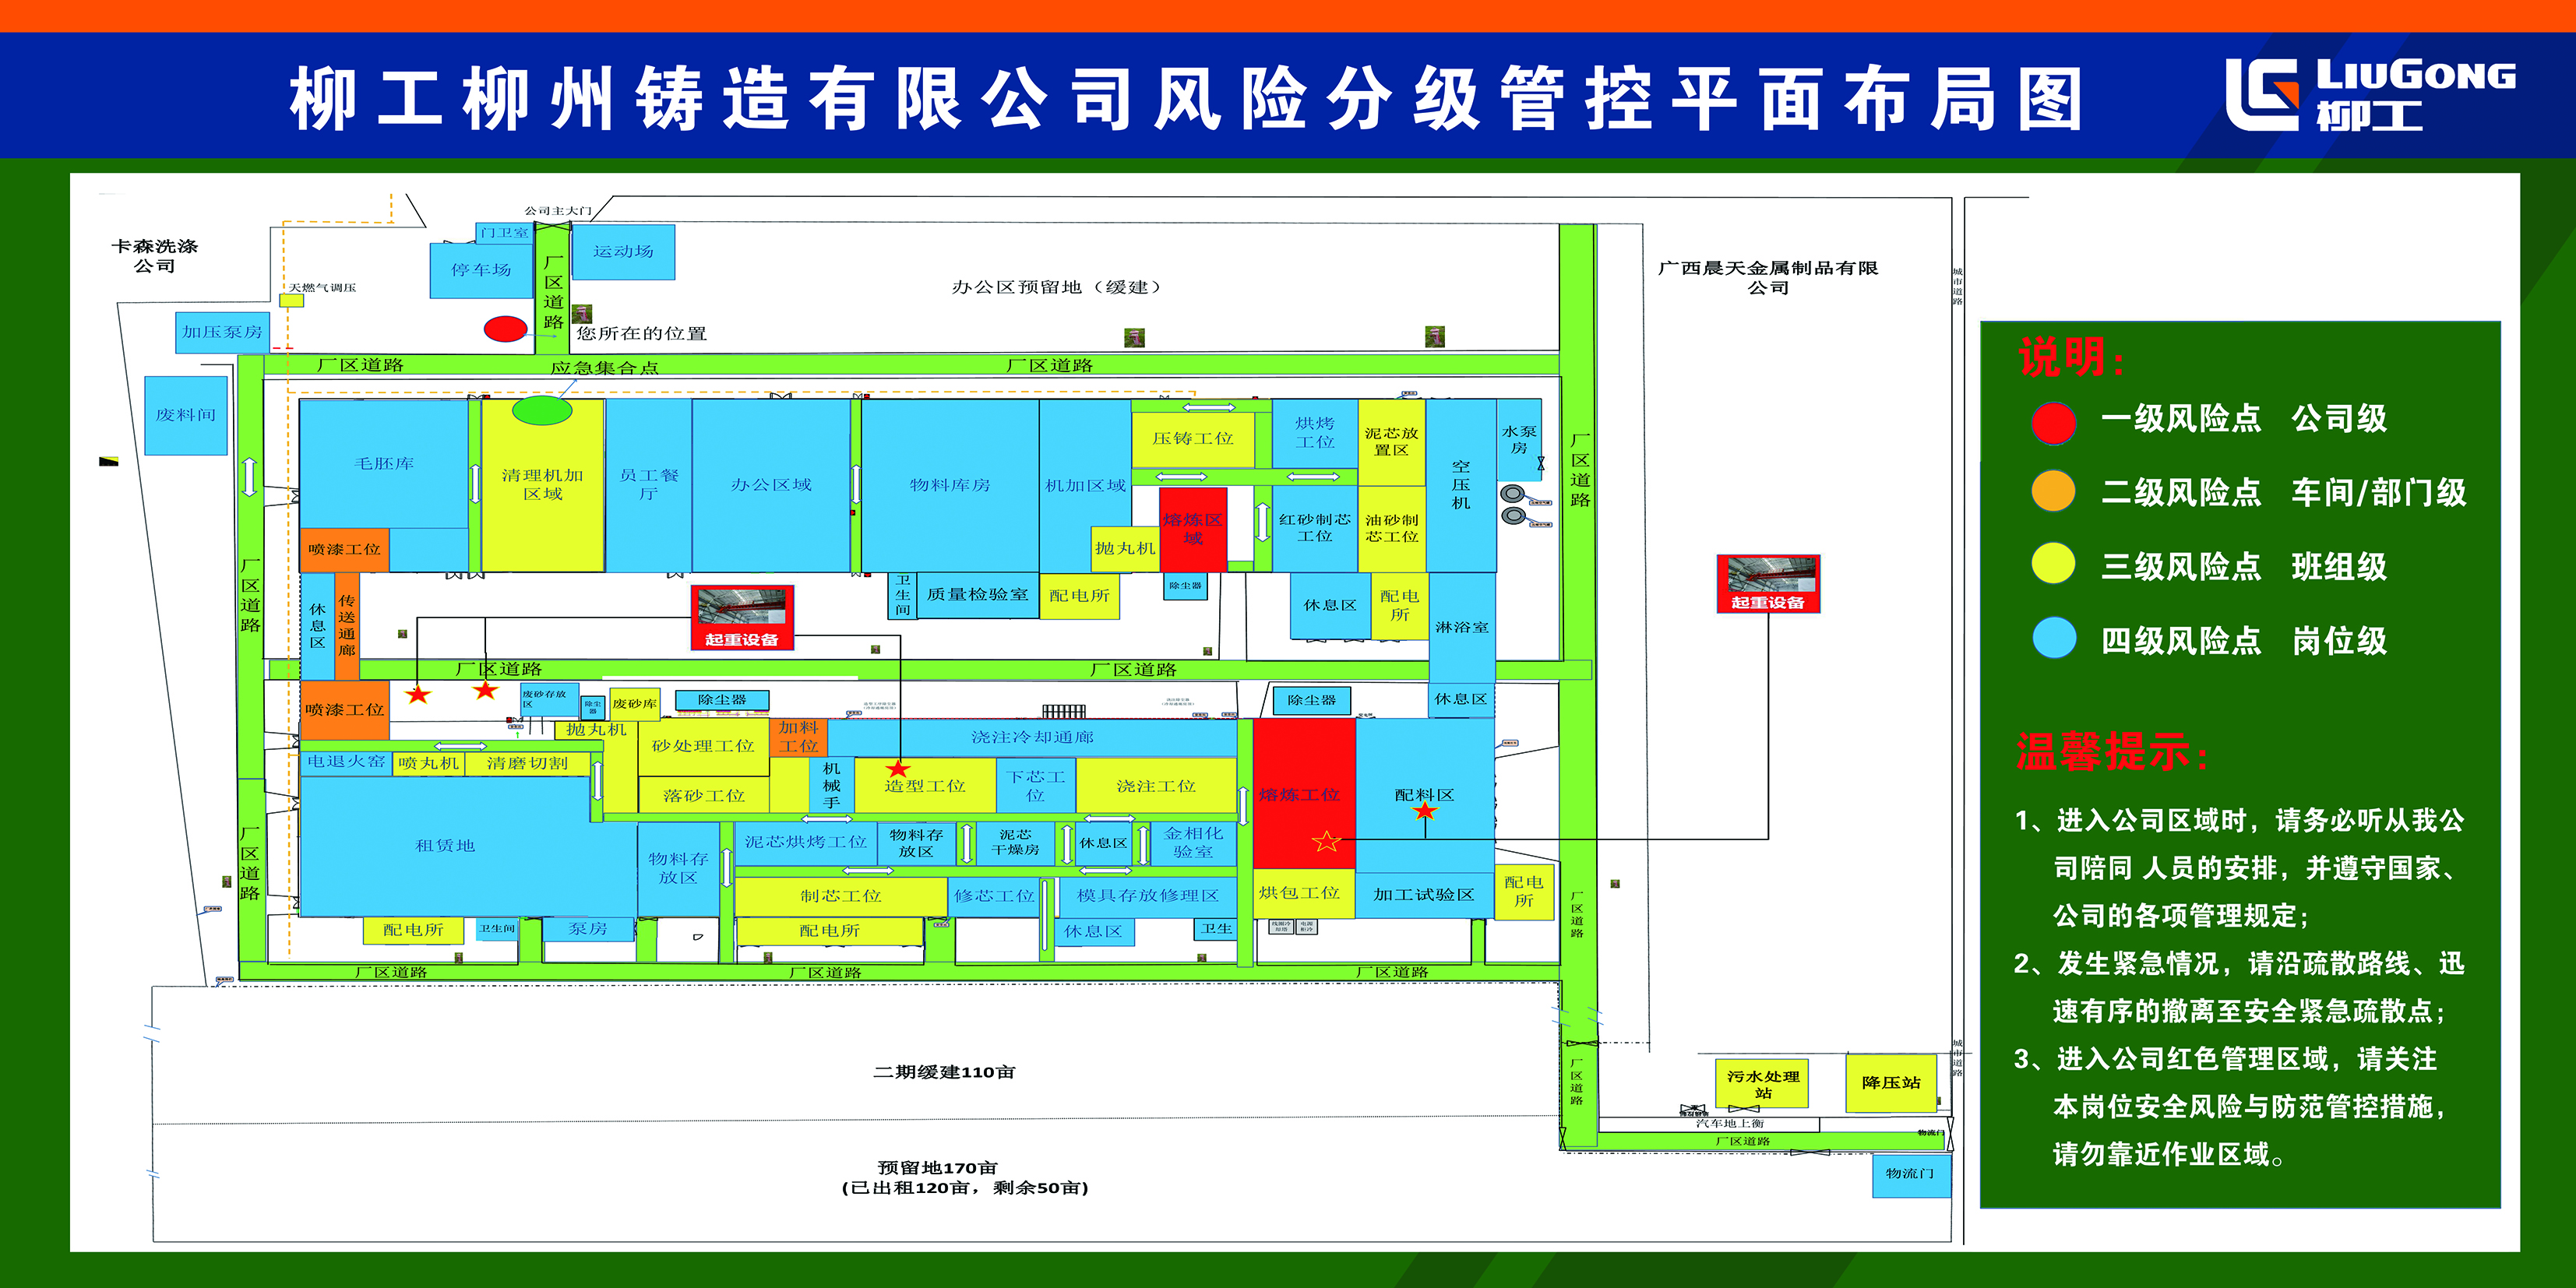 柳工柳州铸造有限公司风险分级管控平面布局图
LIUGONG
柳工
公司主大门
门卫室
停车场
厂区道路
运动场
卡森洗涤
公司
天燃气调压
加压泵房
您所在的位置
办公区预留地（缓建）
广西晨天金属制品有限
公司
城市道路
厂区道路
应急集合点
厂区道路
废料间
毛胚库
清理机加
区域
员工餐
厅
办公区域
物料库房
机加区域
压铸工位
烘烤
工位
泥芯放
置区
空压机
水泵
房
厂区道路
熔炼区
域
红砂制芯
工位
油砂制
芯工位
抛丸机
喷漆工位
厂区道路
休息区
传送通廊
卫生间
质量检验室
配电所
除尘器
休息区
配电
所
淋浴室
起重设备
起重设备
厂区道路
厂区道路
喷漆工位
废砂存放
区
除尘
器
废砂库
除尘器
除尘器
休息区
抛丸机
砂处理工位
加料
工位
浇注冷却通廊
电退火窑
喷丸机
清磨切割
落砂工位
机械手
造型工位
下芯工
位
浇注工位
熔炼工位
配料区
厂区道路
租赁地
物料存
放区
泥芯烘烤工位
物料存
放区
泥芯
干燥房
休息区
金相化
验室
制芯工位
修芯工位
模具存放修理区
烘包工位
加工试验区
配电
所
厂区道路
配电所
卫生间
泵房
配电所
休息区
卫生
厂区道路
厂区道路
厂区道路
二期缓建110亩
厂区道路
污水处理
站
降压站
城市道路
汽车地上衡
厂区道路
物流门
物流门
预留地170亩
(已出租120亩，剩余50亩)
说明：
一级风险点 公司级
二级风险点 车间/部门级
三级风险点 班组级
四级风险点 岗位级
温馨提示：
1、进入公司区域时，请务必听从我公
司陪同 人员的安排，并遵守国家、
公司的各项管理规定；
2、发生紧急情况，请沿疏散路线、迅
速有序的撤离至安全紧急疏散点；
3、进入公司红色管理区域，请关注
本岗位安全风险与防范管控措施，
请勿靠近作业区域。